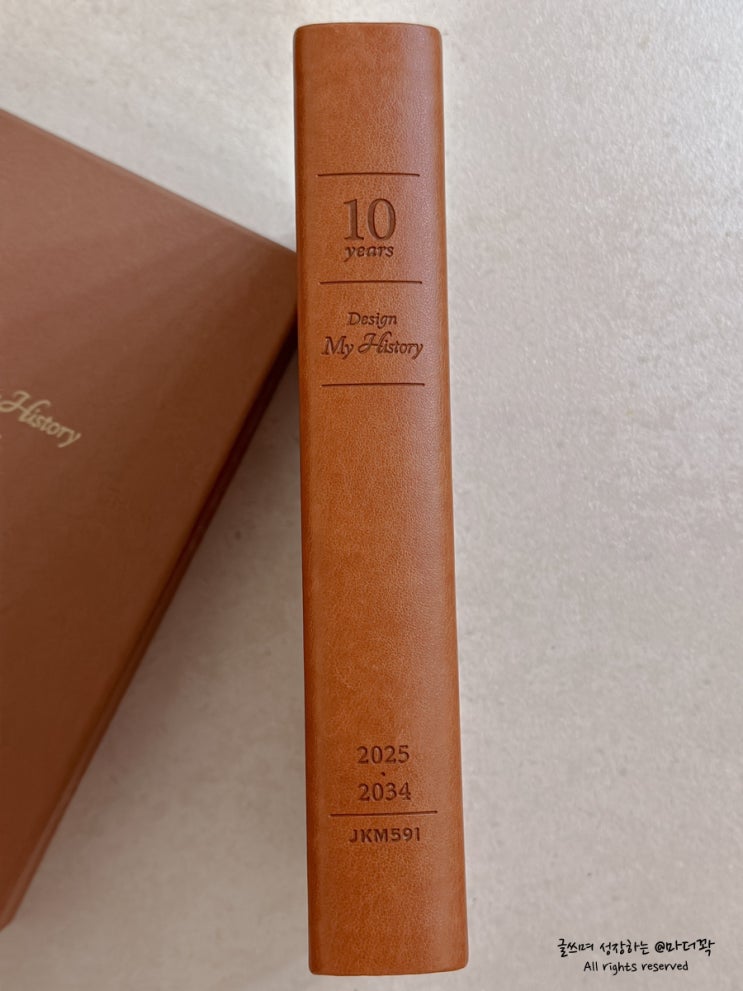 10
years
Design
My History
History
2025
·
2034
JKM591
글쓰며 성장하는 @마더꽉
All rights reserved